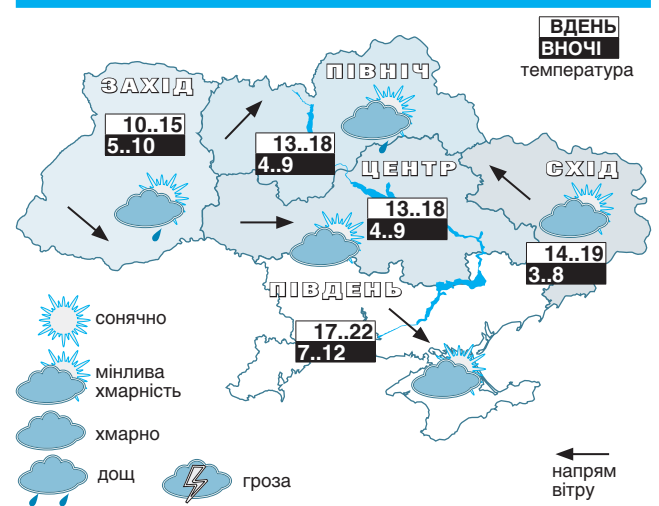 ВДЕНЬ
ВНОЧІ
температура
ПІВНІЧ
ЗАХІД
10..15
5..10
13..18
4..9
ЦЕНТР
СХІД
13..18
4..9
14..19
3..8
ПІВДЕНЬ
17..22
7..12
сонячно
мінлива
хмарність
хмарно
дощ
гроза
напрям
вітру